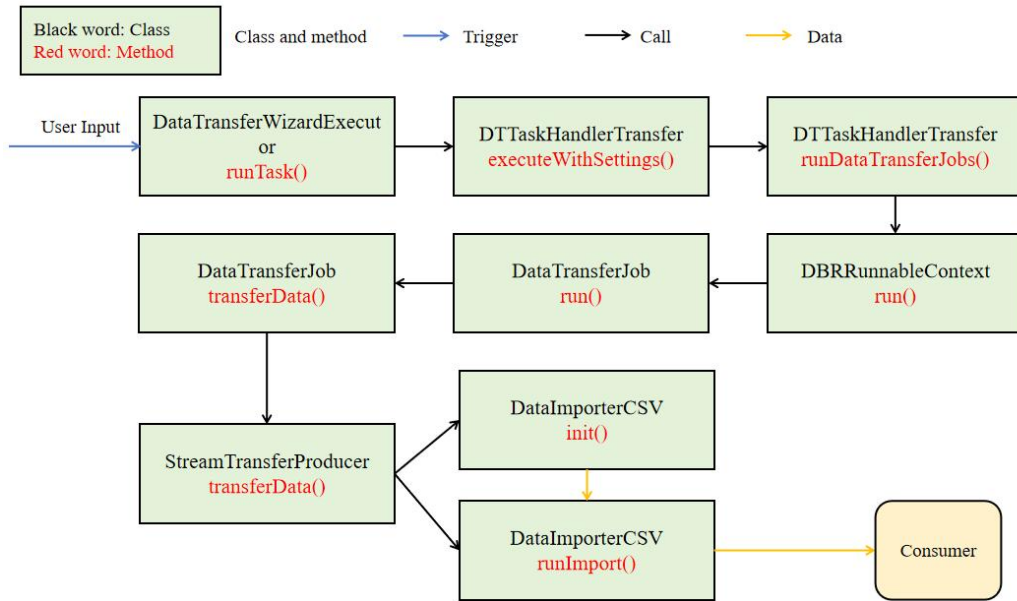 Black word: Class
Red word: Method
Class and method
Trigger
Call
Data
User Input
DataTransferWizardExecut
or
runTask()
DTTaskHandlerTransfer
executeWithSettings()
DTTaskHandlerTransfer
runDataTransferJobs()
DataTransferJob
transferData()
DataTransferJob
run()
DBRRunnableContext
run()
StreamTransferProducer
transferData()
DataImporterCSV
init()
DataImporterCSV
runImport()
Consumer